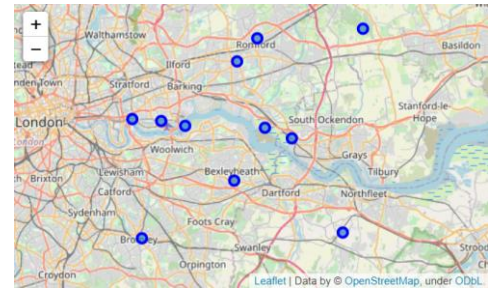 +
Walthamstow
Romford
Basildon
−
Ilford
Stratford
Barking
Stanford-le
Hope
London
South Ockendon
Woolwich
Grays
Tilbury
Brixton
Lewisham
Bexleyheath
Dartford
Northfleet
Catford
Sydenham
Foots Cray
Bromley
Swanley
Orpington
Croydon
Leaflet | Data by © OpenStreetMap, under ODbL.